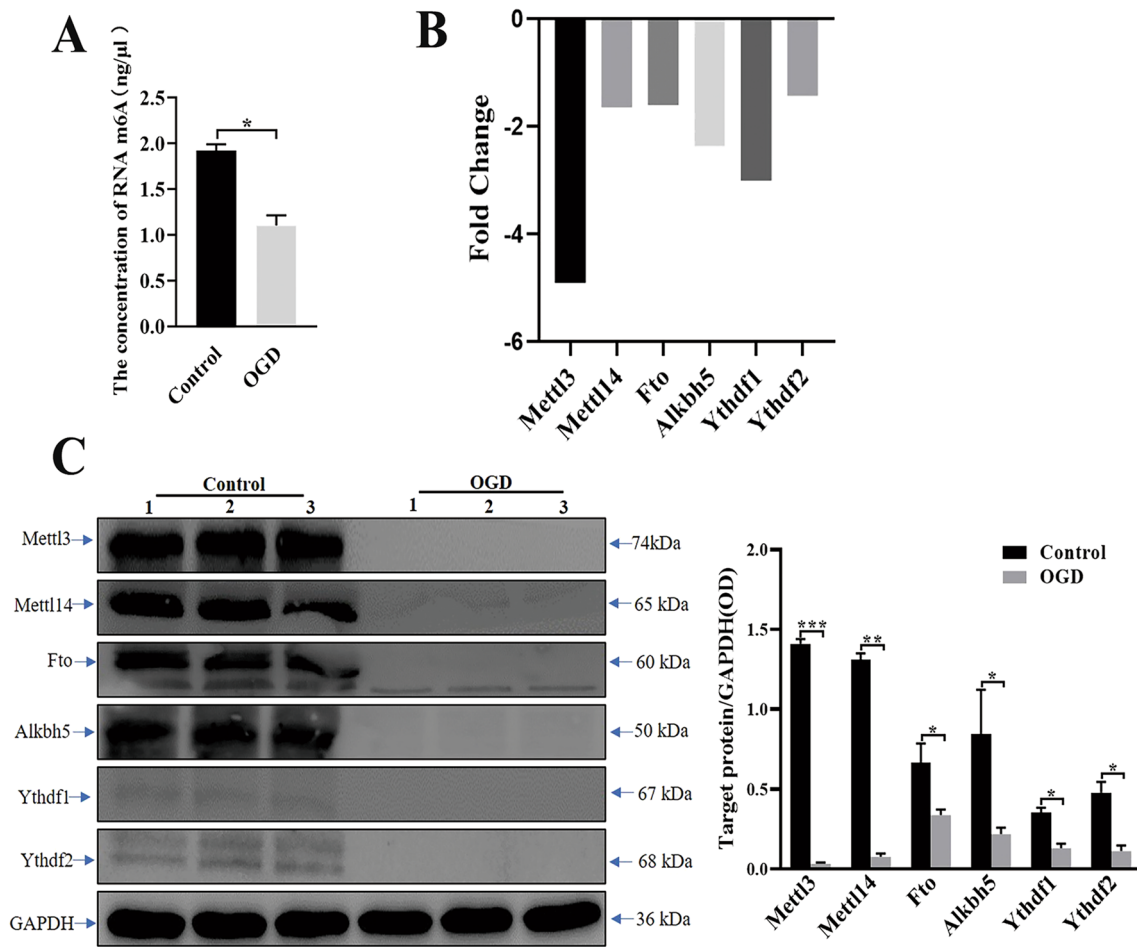 A
The concentration of RNA m6A (ng/μl)
2.5
2.0
1.5
1.0
0.5
0.0
*
Control
OGD
B
Fold Change
0
-2
-4
-6
Mettl3
Mettl14
Fto
Alkbh5
Ythdf1
Ythdf2
C
Control OGD
1 2 3 1 2 3
Mettl3 74kDa
Mettl14 65 kDa
Fto 60 kDa
Alkbh5 50 kDa
Ythdf1 67 kDa
Ythdf2 68 kDa
GAPDH 36 kDa
Target protein/GAPDH(OD)
2.0
1.5
1.0
0.5
0.0
Control
OGD
***
**
*
*
*
*
Mettl3
Mettl14
Fto
Alkbh5
Ythdf1
Ythdf2